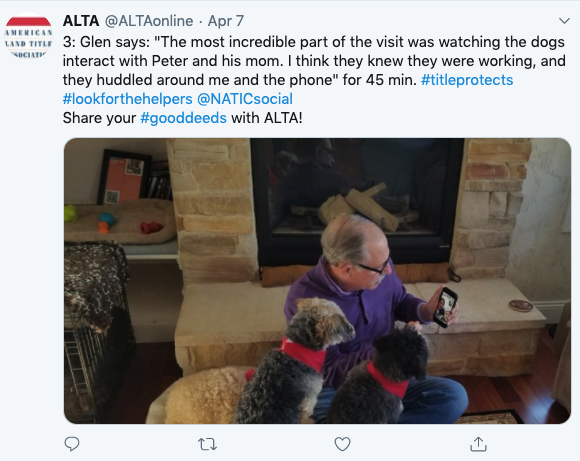 ALTA @ALTAonline · Apr 7
AMERICAN
LAND TITLE
ASSOCIATION
3: Glen says: "The most incredible part of the visit was watching the dogs
interact with Peter and his mom. I think they knew they were working, and
they huddled around me and the phone" for 45 min. #titleprotects
#lookforthehelpers @NATICsocial
Share your #gooddeeds with ALTA!